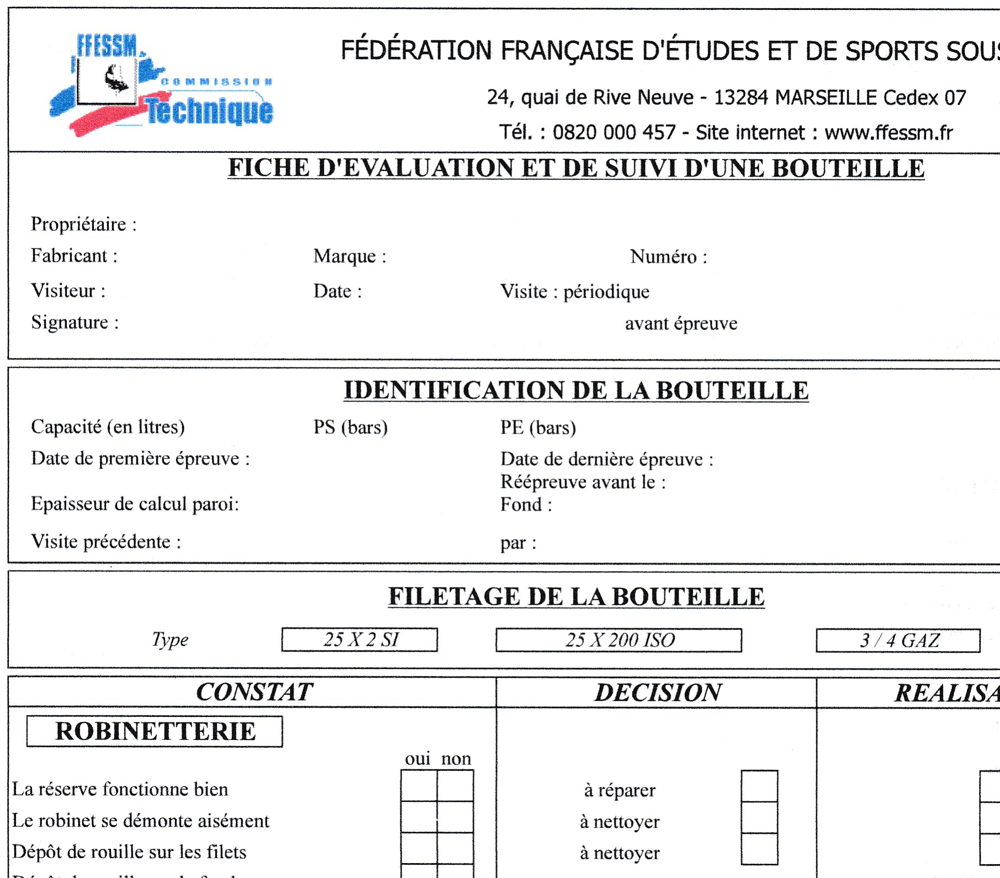 FFESSM
COMMISSION
Technique
FÉDÉRATION FRANÇAISE D'ÉTUDES ET DE SPORTS
24, quai de Rive Neuve - 13284 MARSEILLE Cedex 07
Tél. : 0820 000 457 - Site internet : www.ffessm.fr
FICHE D'EVALUATION ET DE SUIVI D'UNE BOUTEILLE
Propriétaire :
Fabricant : Marque : Numéro :
Visiteur : Date : Visite : périodique
Signature : avant épreuve
IDENTIFICATION DE LA BOUTEILLE
Capacité (en litres) PS (bars) PE (bars)
Date de première épreuve : Date de dernière épreuve :
Réépreuve avant le :
Epaisseur de calcul paroi: Fond :
Visite précédente : par :
FILETAGE DE LA BOUTEILLE
Type 25 X 2 SI 25 X 200 ISO 3 / 4 GAZ
CONSTAT DECISION
ROBINETTERIE
oui non
La réserve fonctionne bien à réparer
Le robinet se démonte aisément à nettoyer
Dépôt de rouille sur les filets à nettoyer